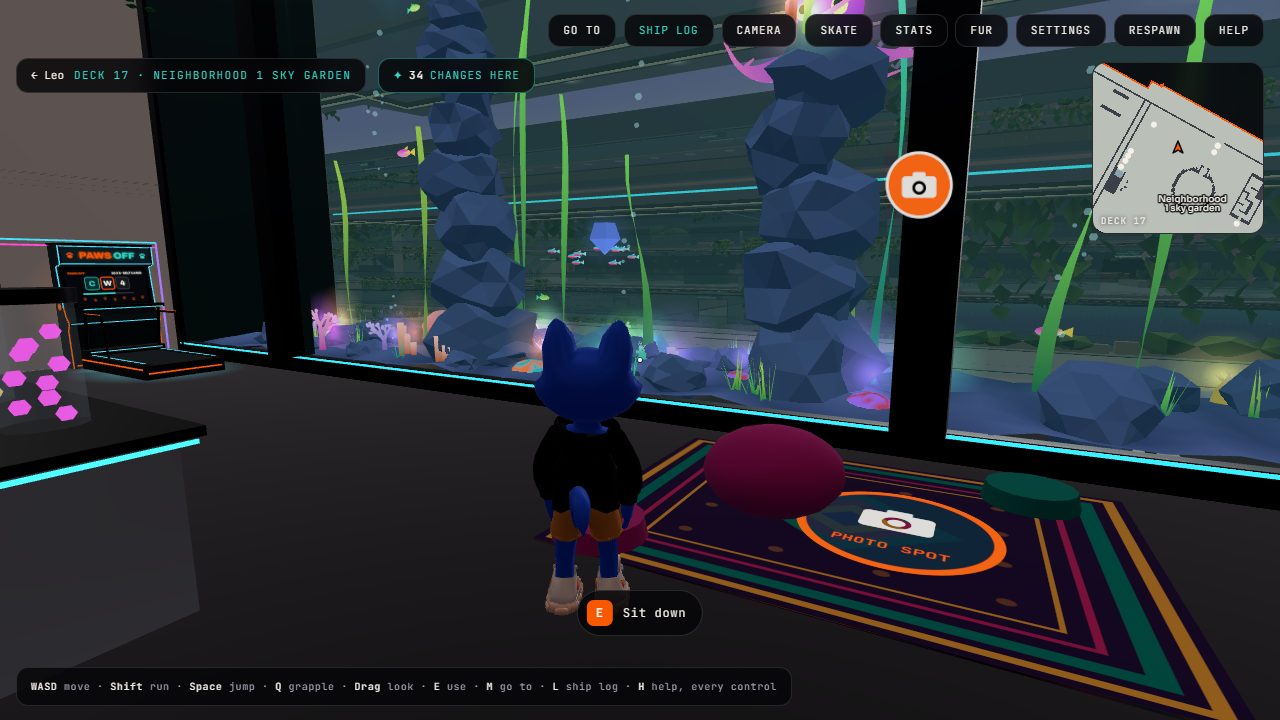 GO TO
SHIP LOG
CAMERA
SKATE
STATS
FUR
SETTINGS
RESPAWN
HELP
← Leo DECK 17 · NEIGHBORHOOD 1 SKY GARDEN
✦ 34 CHANGES HERE
Neighborhood
1 sky garden
DECK 17
PAWS OFF
C W 4
PHOTO SPOT
E Sit down
WASD move · Shift run · Space jump · Q grapple · Drag look · E use · M go to · L ship log · H help, every control